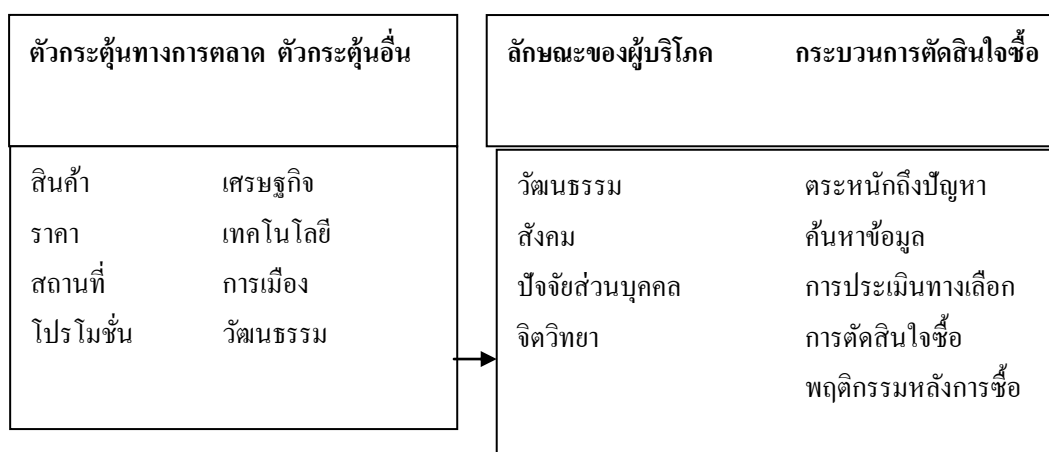 ตัวกระตุ้นทางการตลาด ตัวกระตุ้นอื่น
สินค้า เศรษฐกิจ
ราคา เทคโนโลยี
สถานที่ การเมือง
โปรโมชั่น วัฒนธรรม
ลักษณะของผู้บริโภค กระบวนการตัดสินใจซื้อ
วัฒนธรรม ตระหนักถึงปัญหา
สังคม ค้นหาข้อมูล
ปัจจัยส่วนบุคคล การประเมินทางเลือก
จิตวิทยา การตัดสินใจซื้อ
พฤติกรรมหลังการซื้อ